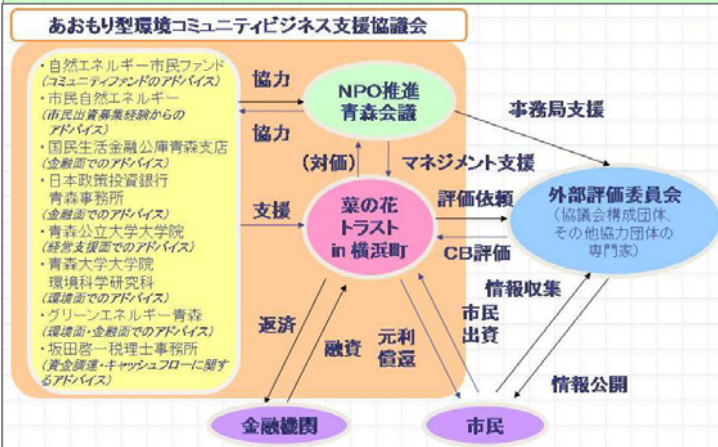 あおもり型環境コミュニティビジネス支援協議会
・自然エネルギー市民ファンド
(コミュニティファンドのアドバイス)
・市民自然エネルギー
(市民出資募集経験からの
アドバイス)
・国民生活金融公庫青森支店
(金融面でのアドバイス)
・日本政策投資銀行
青森事務所
(金融面でのアドバイス)
・青森公立大学大学院
(経営支援面でのアドバイス)
・青森大学大学院
環境科学研究科
(環境面でのアドバイス)
・グリーンエネルギー青森
(環境面・金融面でのアドバイス)
・坂田啓一税理士事務所
(資金調達・キャッシュフローに関す
るアドバイス)
協力
協力
支援
NPO推進
青森会議
(対価)
マネジメント支援
事務局支援
菜の花
トラスト
in 横浜町
評価依頼
CB評価
外部評価委員会
(協議会構成団体、
その他協力団体の
専門家)
返済
融資
元利
償還
市民
出資
情報収集
情報公開
金融機関
市民